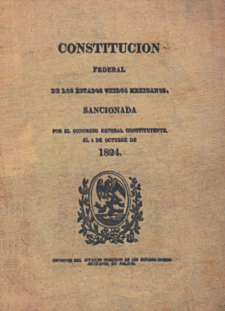 CONSTITUCION
FEDERAL
DE LOS ESTADOS UNIDOS MEXICANOS,
SANCIONADA
POR EL CONGRESO GENERAL CONSTITUYENTE,
EL 4 DE OCTUBRE DE
1824.
IMPRENTA DEL SUPREMO GOBIERNO DE LOS ESTADOS-UNIDOS
MEXICANOS, EN PALACIO.